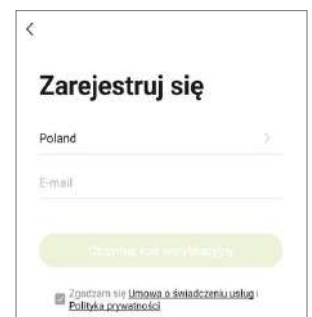 Zarejestruj się
Poland
E-mail
Otrzymaj kod weryfikacyjny
Zgadzam się Umowa o świadczeniu usług i
Polityka prywatności